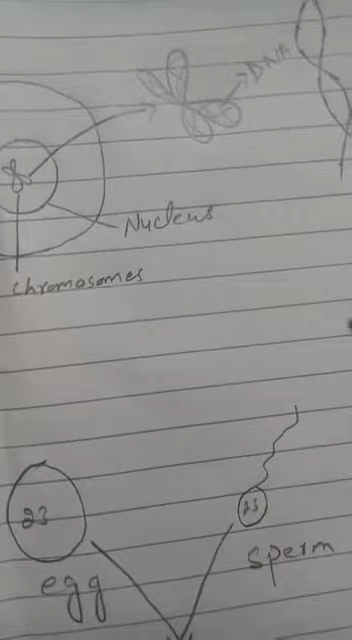 DNA
Nucleus
Chromosomes
23
23
egg
sperm